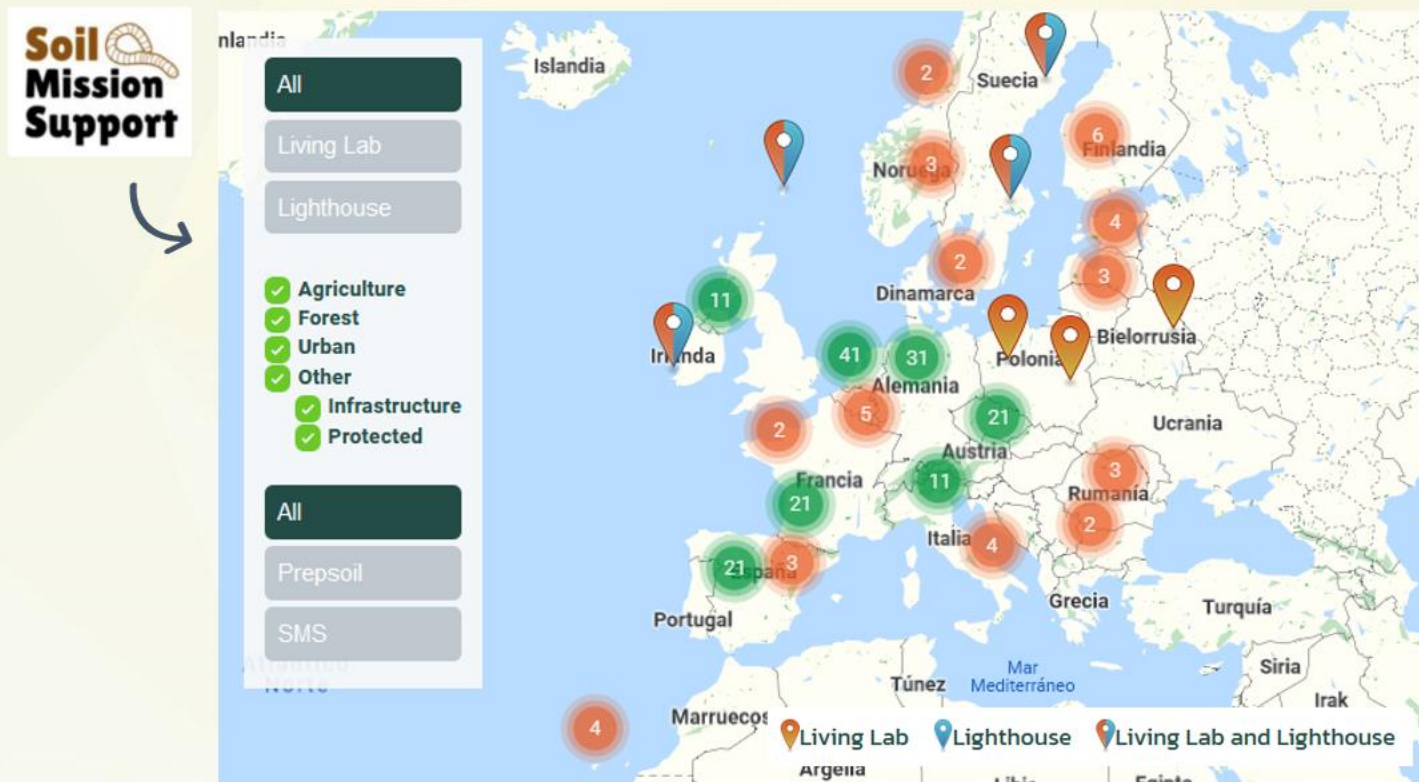 Soil
Mission
Support
nlandia
All
Living Lab
Lighthouse
Agriculture
Forest
Urban
Other
Infrastructure
Protected
All
Prepsoil
SMS
Atlántico
Norte
Islandia
2
Suecia
6
Finlandia
3
Noruega
4
2
3
Dinamarca
11
Bielorrusia
Irlanda
41
31
Polonia
Alemania
5
21
2
Ucrania
Austria
3
Francia
11
Rumanía
21
2
Italia
4
21
España
3
Grecia
Portugal
Turquía
Mar
Mediterráneo
Siria
Túnez
Irak
4
Marruecos
Living Lab
Lighthouse
Living Lab and Lighthouse
Argelia